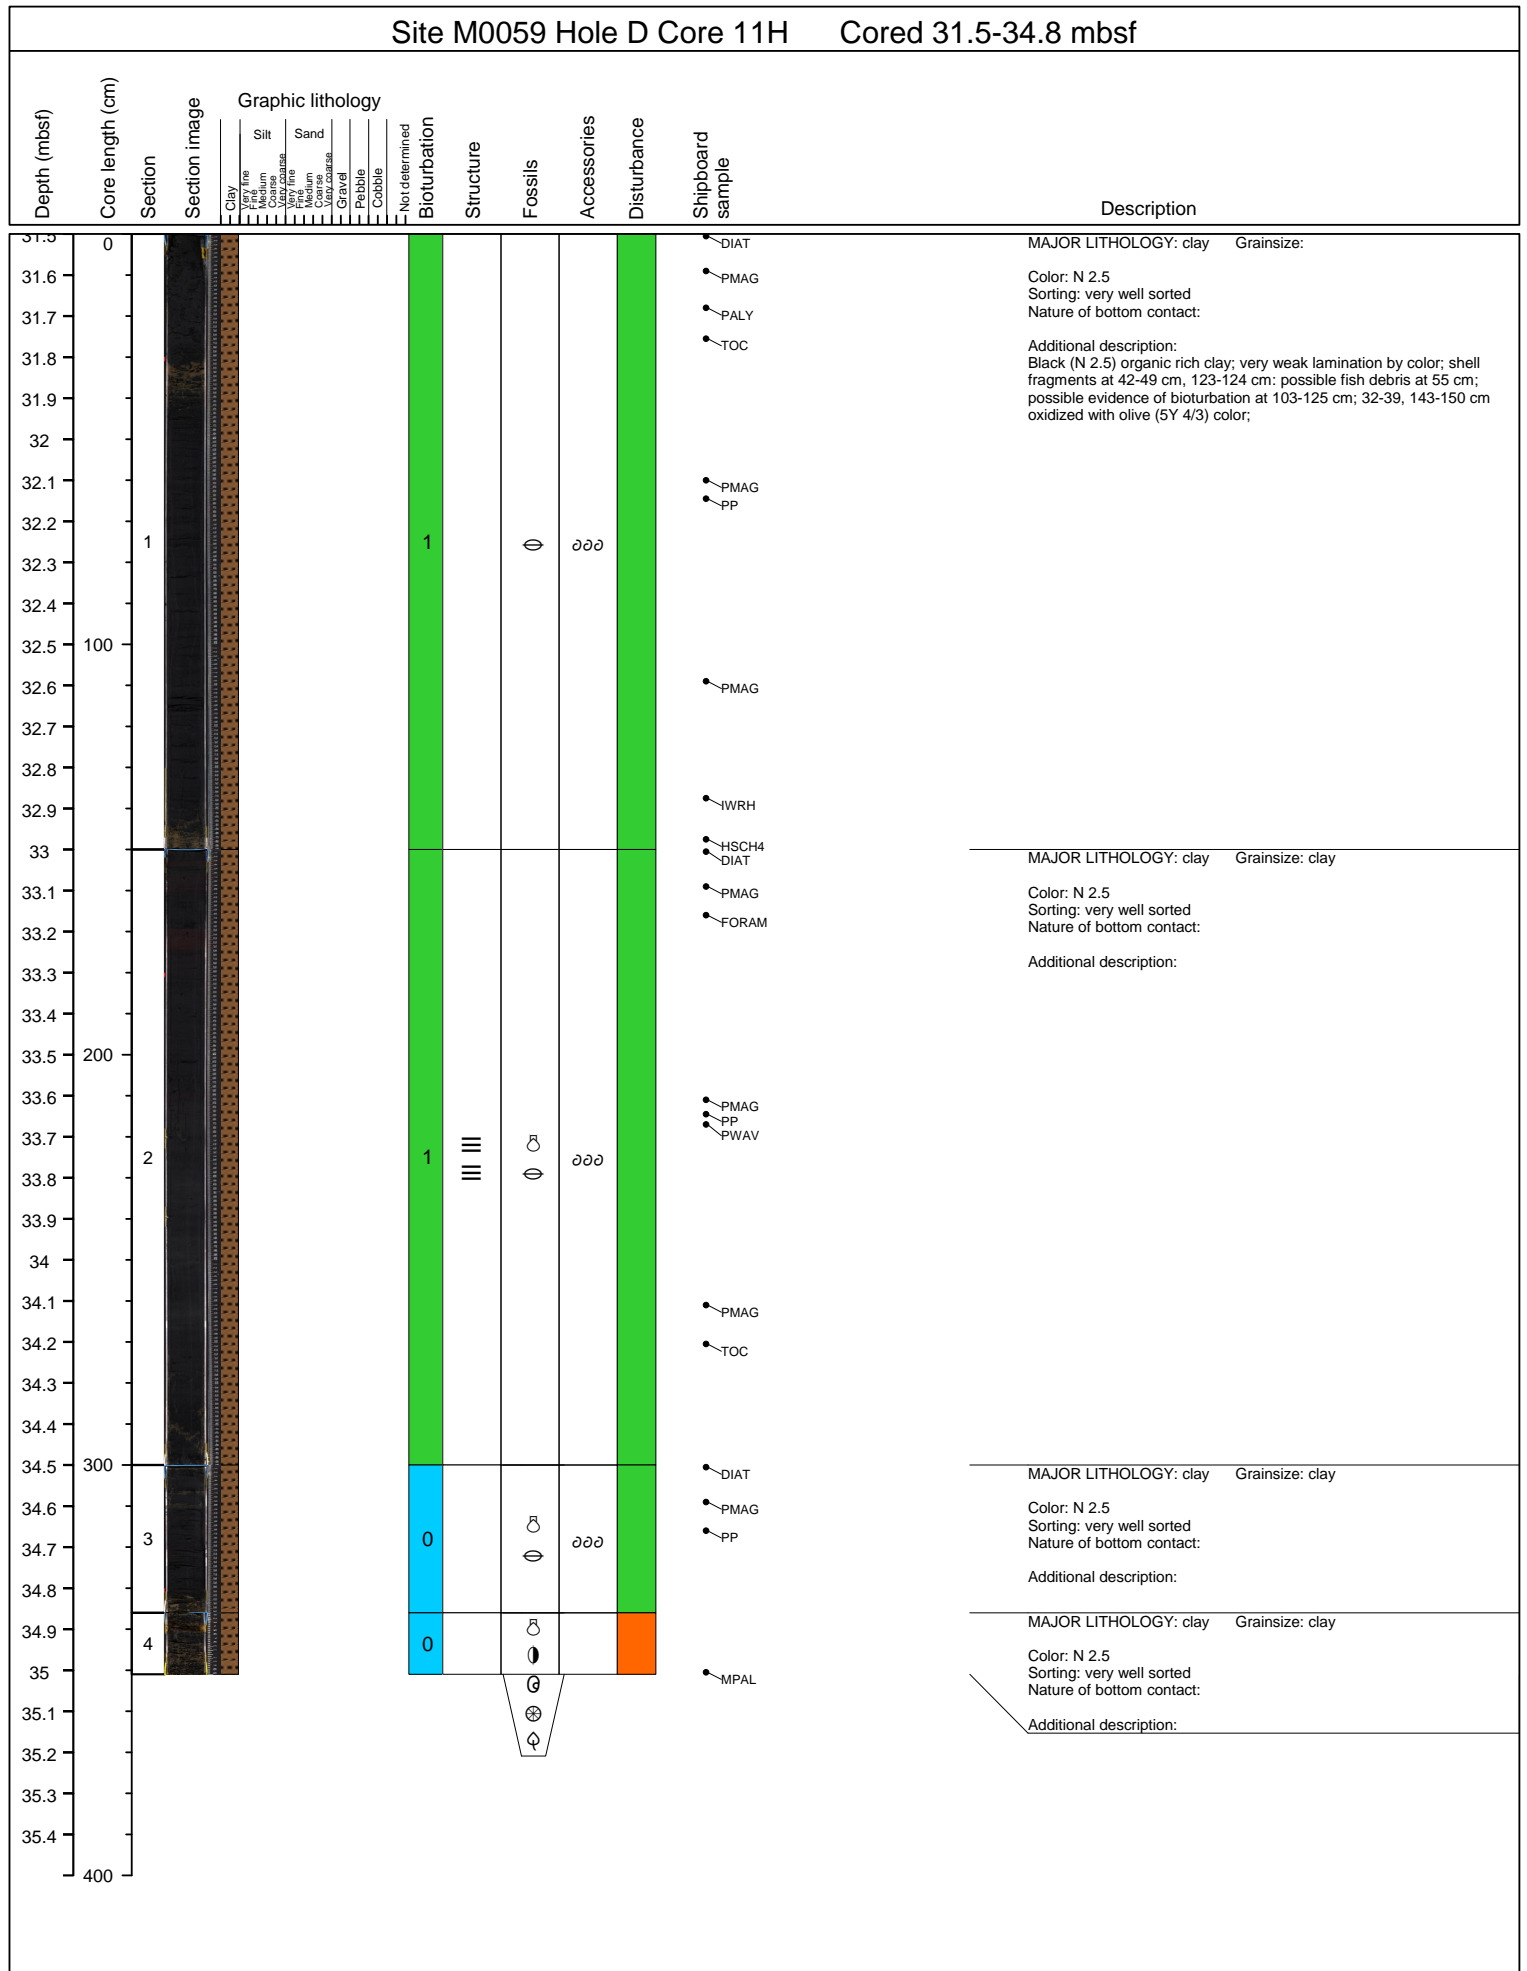 Site M0059 Hole D Core 11H Cored 31.5-34.8 mbsf
Depth (mbsf)
Core length (cm)
Section
Section image
Graphic lithology
Clay
Silt
Very fine
Fine
Medium
Coarse
Very coarse
Sand
Very fine
Fine
Medium
Coarse
Very coarse
Gravel
Pebble
Cobble
Not determined
Bioturbation
Structure
Fossils
Accessories
Disturbance
Shipboard
sample
Description
31.5
31.6
31.7
31.8
31.9
32
32.1
32.2
32.3
32.4
32.5
32.6
32.7
32.8
32.9
33
33.1
33.2
33.3
33.4
33.5
33.6
33.7
33.8
33.9
34
34.1
34.2
34.3
34.4
34.5
34.6
34.7
34.8
34.9
35
35.1
35.2
35.3
35.4
0
100
200
300
400
1
2
3
4
1
1
0
0
DIAT
PMAG
PALY
TOC
PMAG
PP
PMAG
IWRH
HSCH4
DIAT
PMAG
FORAM
PMAG
PP
PWAV
PMAG
TOC
DIAT
PMAG
PP
MPAL
MAJOR LITHOLOGY: clay Grainsize:
Color: N 2.5
Sorting: very well sorted
Nature of bottom contact:
Additional description:
Black (N 2.5) organic rich clay; very weak lamination by color; shell
fragments at 42-49 cm, 123-124 cm: possible fish debris at 55 cm;
possible evidence of bioturbation at 103-125 cm; 32-39, 143-150 cm
oxidized with olive (5Y 4/3) color;
MAJOR LITHOLOGY: clay Grainsize: clay
Color: N 2.5
Sorting: very well sorted
Nature of bottom contact:
Additional description:
MAJOR LITHOLOGY: clay Grainsize: clay
Color: N 2.5
Sorting: very well sorted
Nature of bottom contact:
Additional description:
MAJOR LITHOLOGY: clay Grainsize: clay
Color: N 2.5
Sorting: very well sorted
Nature of bottom contact:
Additional description: